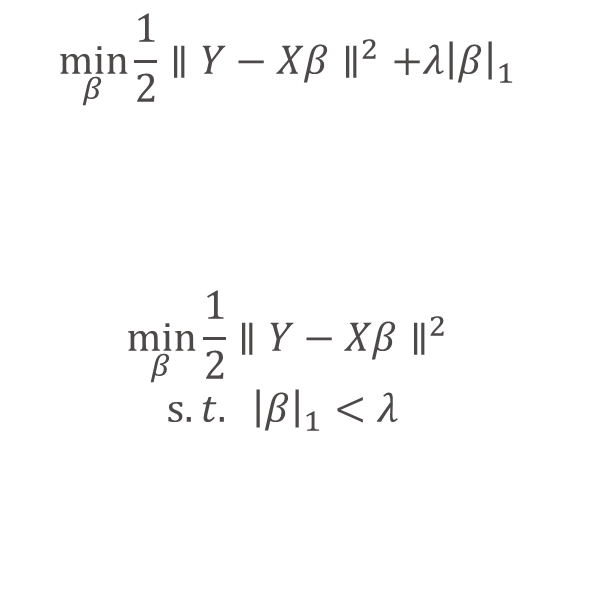 min_β 1/2 ‖ Y − Xβ ‖² +λ|β|₁
min_β 1/2 ‖ Y − Xβ ‖²
s.t. |β|₁ < λ